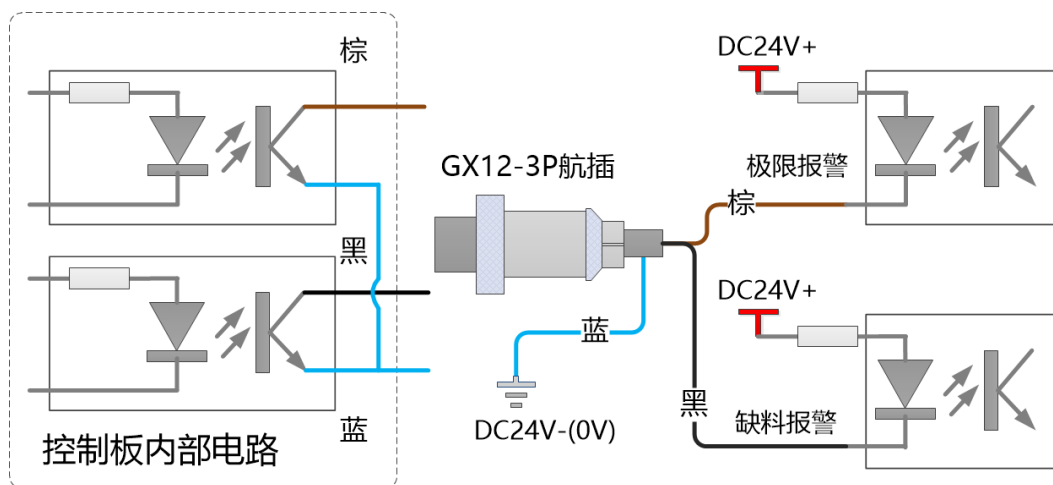 棕
DC24V+
GX12-3P航插
极限报警
棕
黑
DC24V+
蓝
黑
DC24V-(0V)
缺料报警
蓝
控制板内部电路